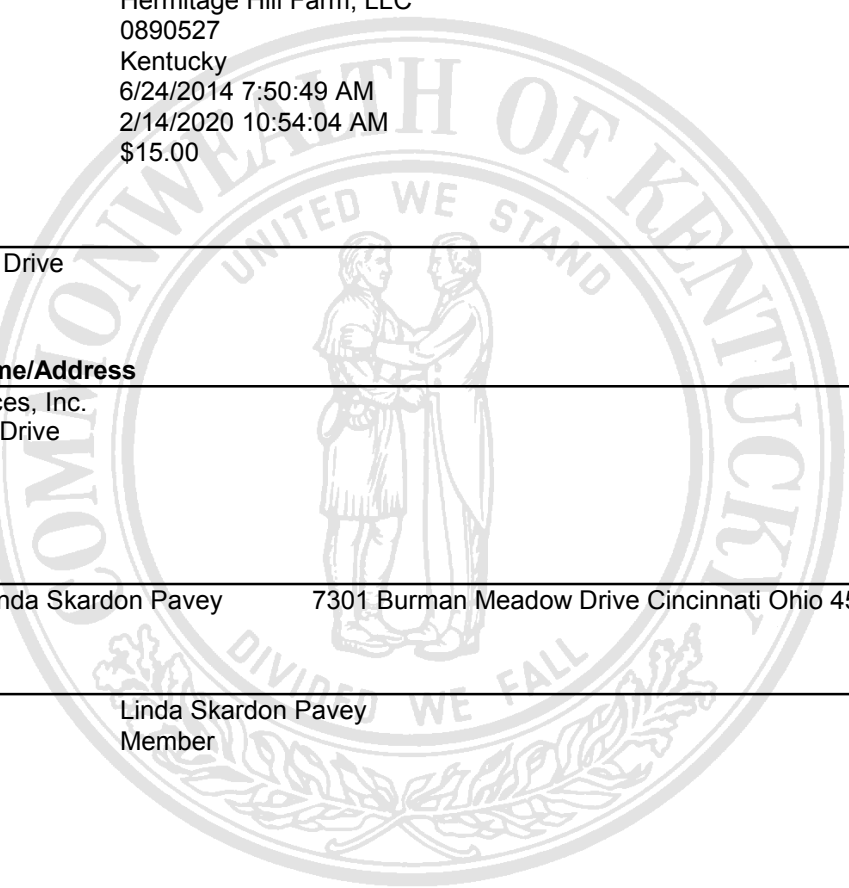 Hermitage Hill Farm, LLC
0890527
Kentucky
6/24/2014 7:50:49 AM
2/14/2020 10:54:04 AM
$15.00
COMMONWEALTH OF KENTUCKY
UNITED WE STAND
Drive
me/Address
ces, Inc.
Drive
nda Skardon Pavey 7301 Burman Meadow Drive Cincinnati Ohio 45
DIVIDED WE FALL
Linda Skardon Pavey
Member